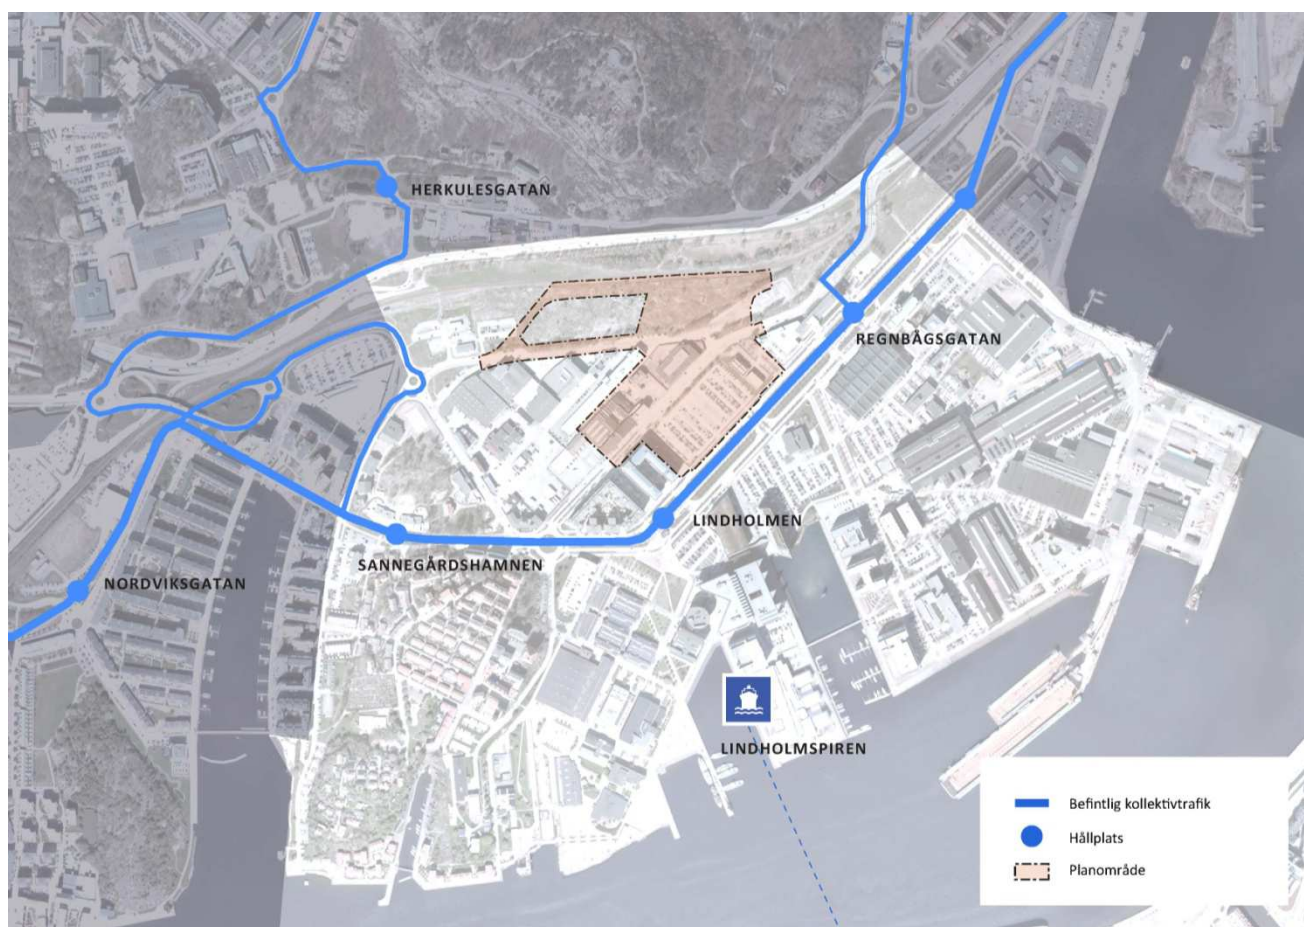 HERKULESGATAN
REGNBÅGSGATAN
LINDHOLMEN
SANNEGÅRDSHAMNEN
NORDVIKSGATAN
LINDHOLMSPIREN
Befintlig kollektivtrafik
Hållplats
Planområde